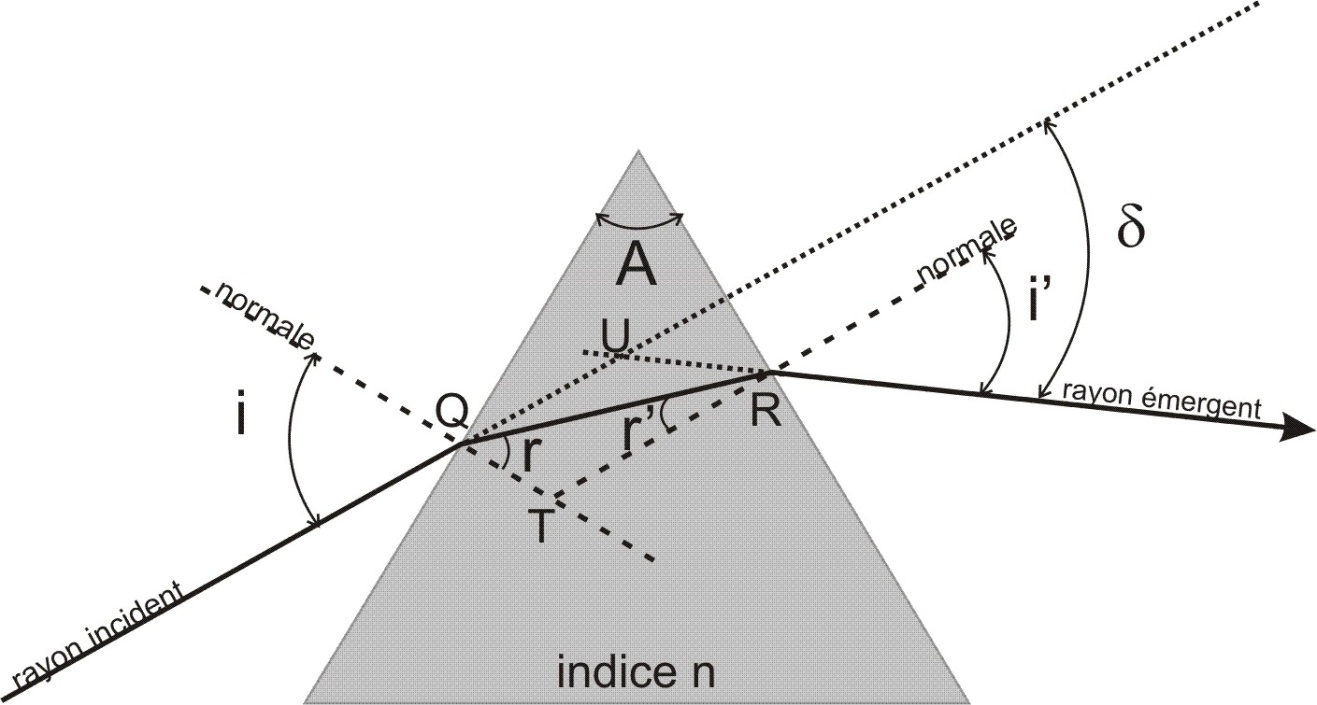 δ
normale
A
normale
i’
U
rayon émergent
i
Q
R
r’
r
T
rayon incident
indice n